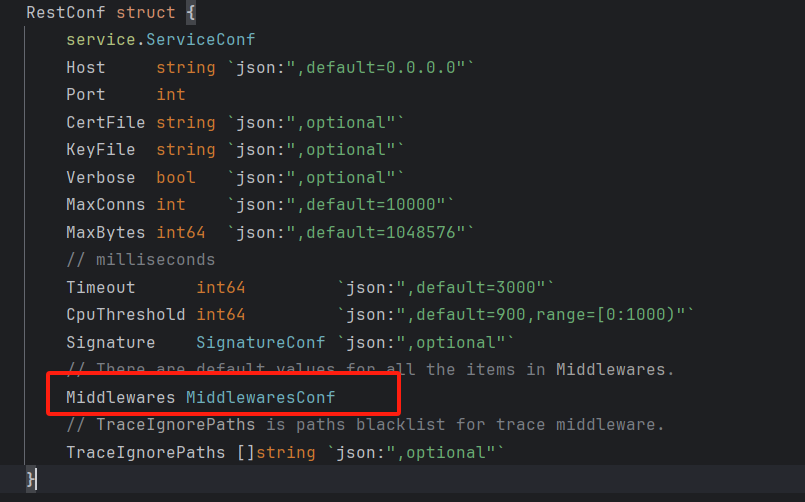 RestConf struct {
service.ServiceConf
Host string `json:",default=0.0.0.0"`
Port int
CertFile string `json:",optional"`
KeyFile string `json:",optional"`
Verbose bool `json:",optional"`
MaxConns int `json:",default=10000"`
MaxBytes int64 `json:",default=1048576"`
// milliseconds
Timeout int64 `json:",default=3000"`
CpuThreshold int64 `json:",default=900,range=[0:1000)"`
Signature SignatureConf `json:",optional"`
// There are default values for all the items in Middlewares.
Middlewares MiddlewaresConf
// TraceIgnorePaths is paths blacklist for trace middleware.
TraceIgnorePaths []string `json:",optional"`
}